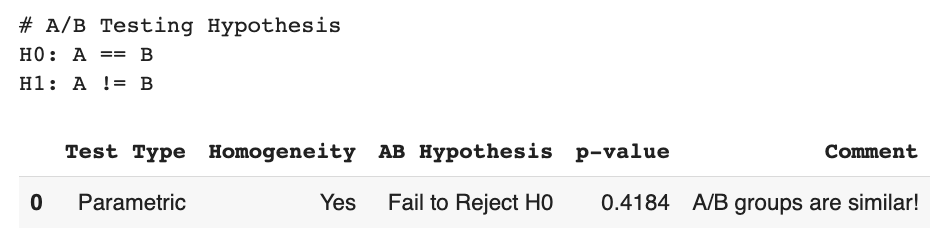 # A/B Testing Hypothesis
H0: A == B
H1: A != B
Test Type Homogeneity AB Hypothesis p-value Comment
0 Parametric Yes Fail to Reject H0 0.4184 A/B groups are similar!